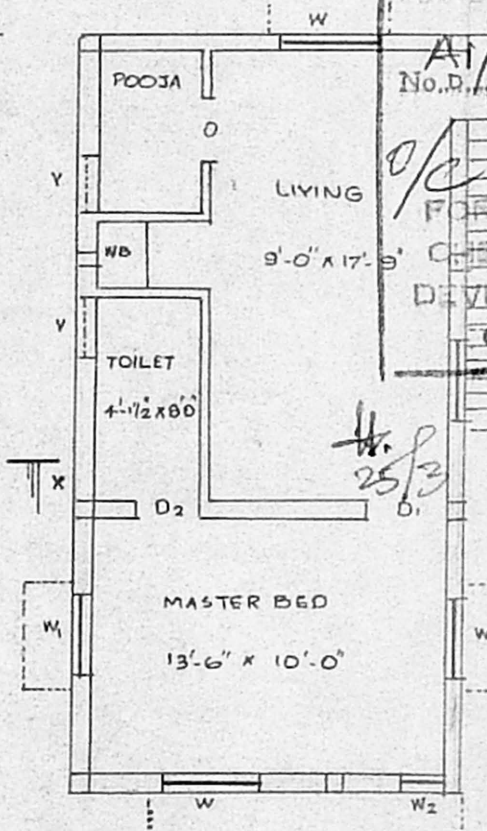 W
POOJA
No. D.
O
Y
LIVING
WB
9'-0" x 17'-9"
O/C
V
TOILET
4'-1½" x 8'0"
25/3
X
D2
D1
MASTER BED
W1
13'-6" x 10'-0"
W
W
W2